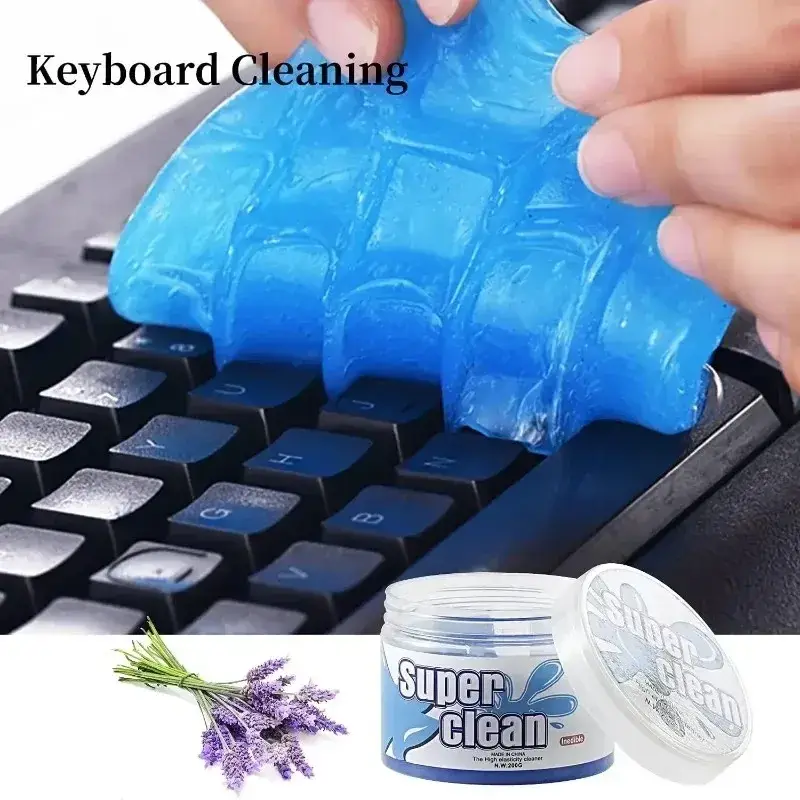 Keyboard Cleaning
U
J
Y
H
N
G
B
V
Super
clean
Inedible
MADE IN CHINA
The High elasticity cleaner
N.W.200G
Super
clean